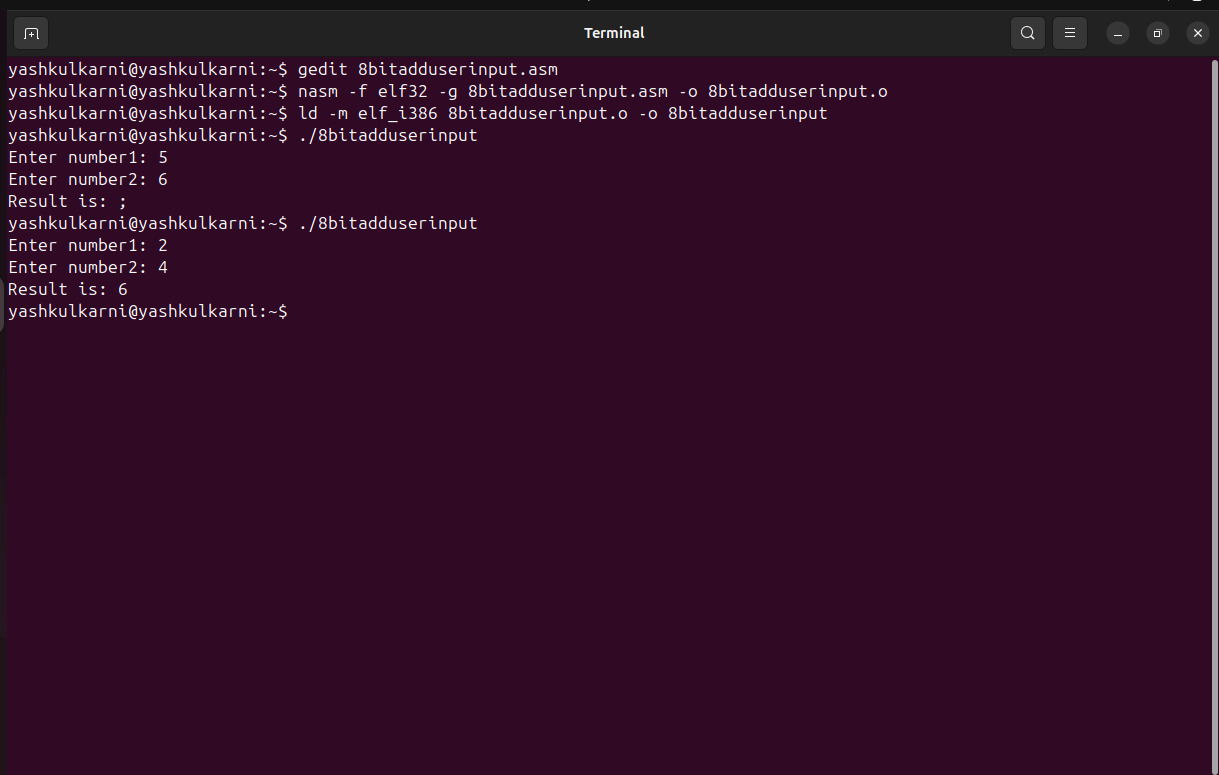 Terminal
yashkulkarni@yashkulkarni:~$ gedit 8bitadduserinput.asm
yashkulkarni@yashkulkarni:~$ nasm -f elf32 -g 8bitadduserinput.asm -o 8bitadduserinput.o
yashkulkarni@yashkulkarni:~$ ld -m elf_i386 8bitadduserinput.o -o 8bitadduserinput
yashkulkarni@yashkulkarni:~$ ./8bitadduserinput
Enter number1: 5
Enter number2: 6
Result is: ;
yashkulkarni@yashkulkarni:~$ ./8bitadduserinput
Enter number1: 2
Enter number2: 4
Result is: 6
yashkulkarni@yashkulkarni:~$